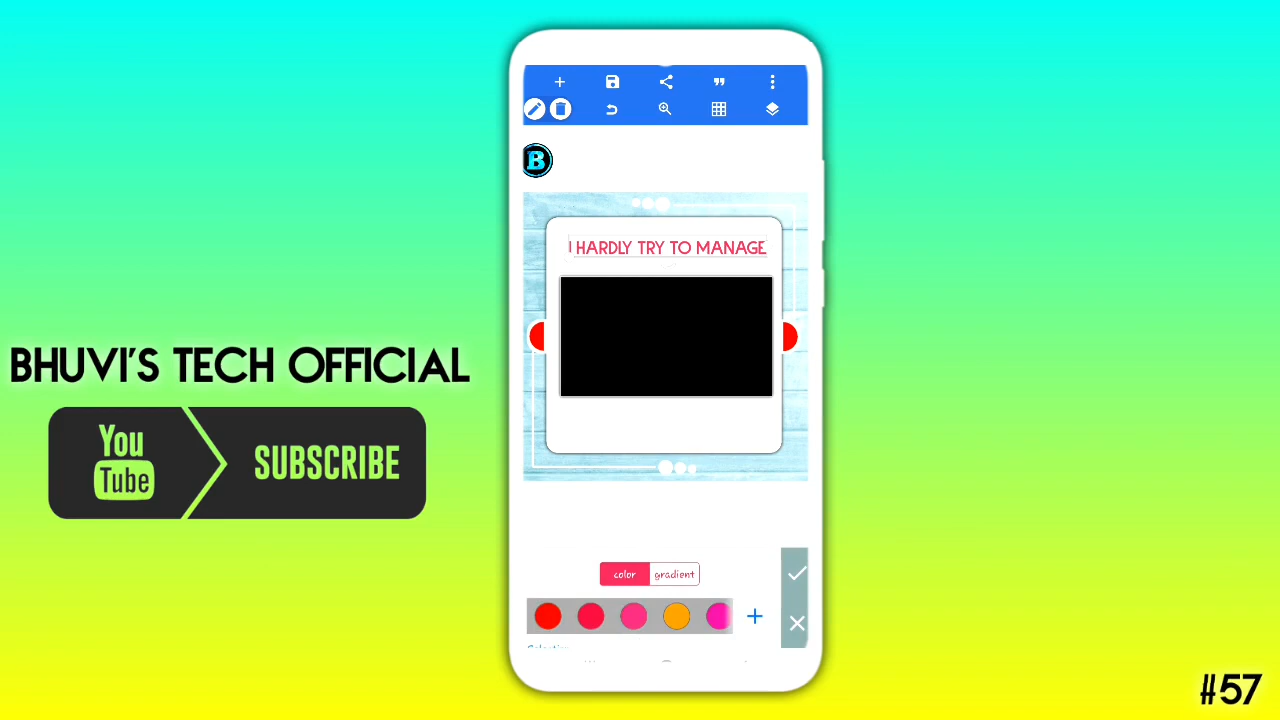 B
I HARDLY TRY TO MANAGE
BHUVI'S TECH OFFICIAL
You
Tube
SUBSCRIBE
color
gradient
#57